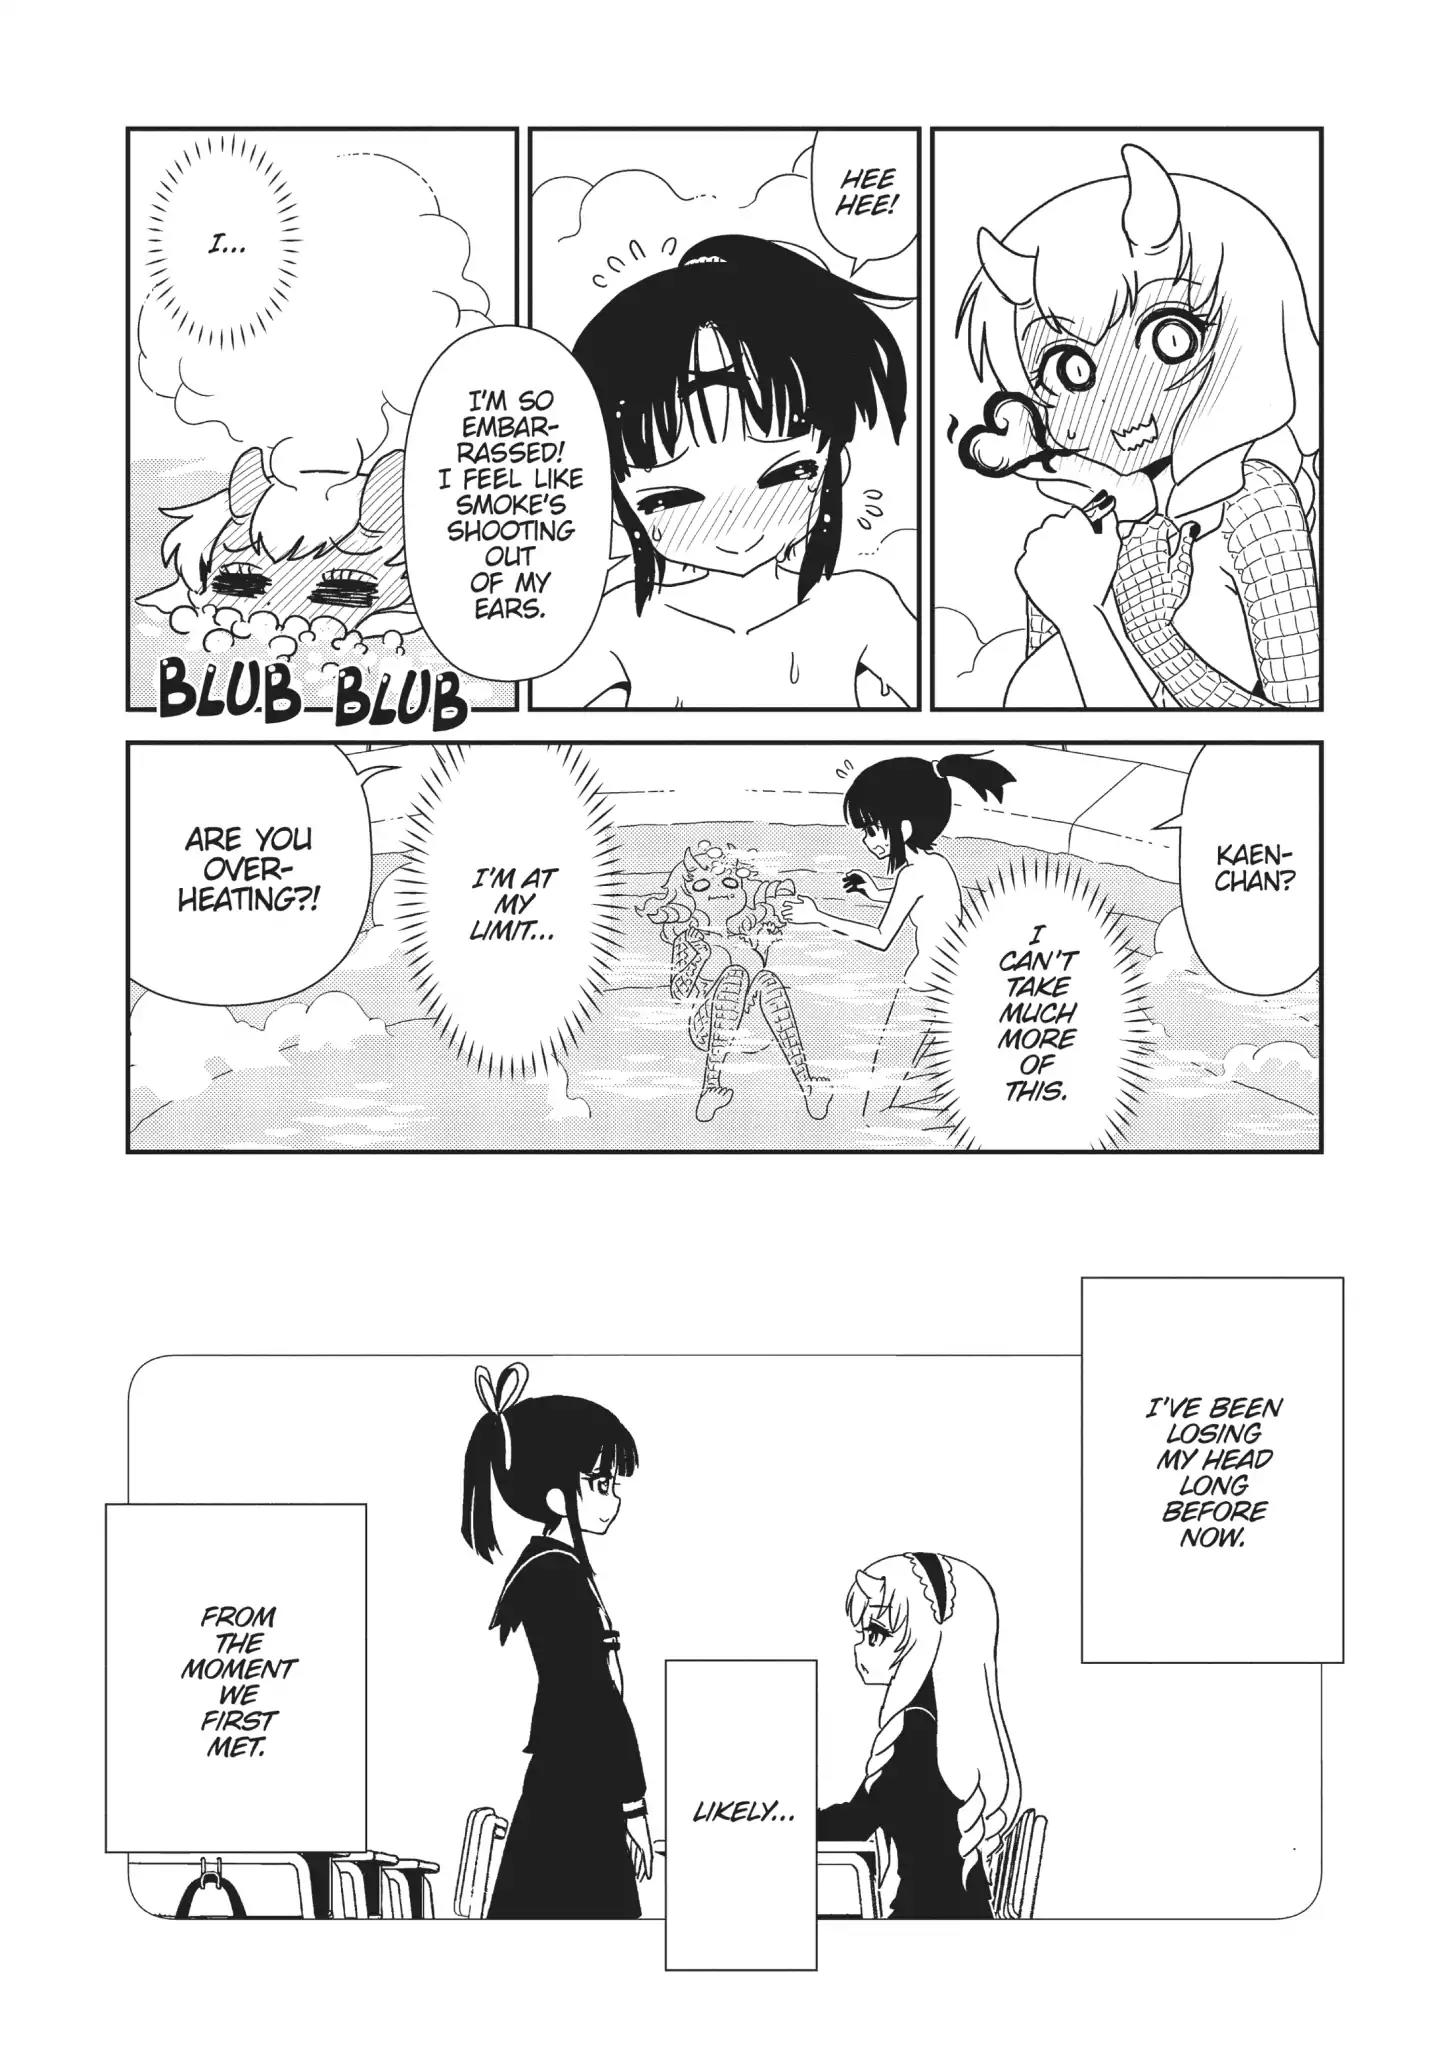 HEE
HEE!
I'M SO
EMBAR-
RASSED!
I FEEL LIKE
SMOKE'S
SHOOTING
OUT
OF MY
EARS.
I...
BLUB BLUB
KAEN-
CHAN?
I
CAN'T
TAKE
MUCH
MORE
OF
THIS.
I'M AT
MY
LIMIT...
ARE YOU
OVER-
HEATING?!
I'VE BEEN
LOSING
MY HEAD
LONG
BEFORE
NOW.
LIKELY...
FROM
THE
MOMENT
WE
FIRST
MET.